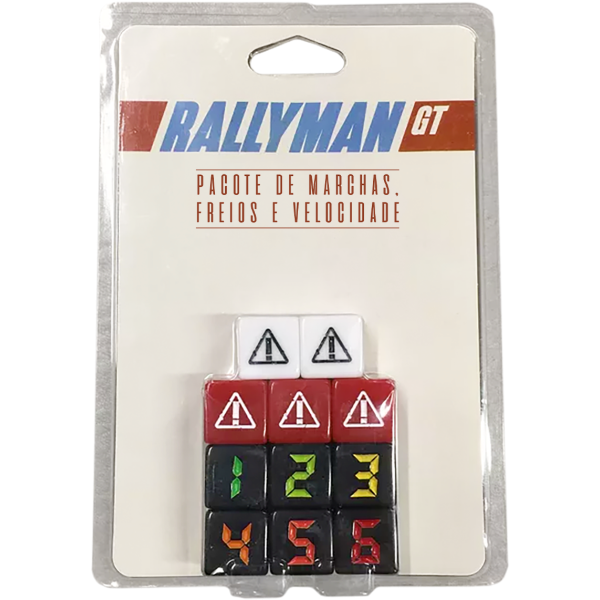 RALLYMAN GT
PACOTE DE MARCHAS,
FREIOS E VELOCIDADE
! !
! ! !
1 2 3
4 5 6